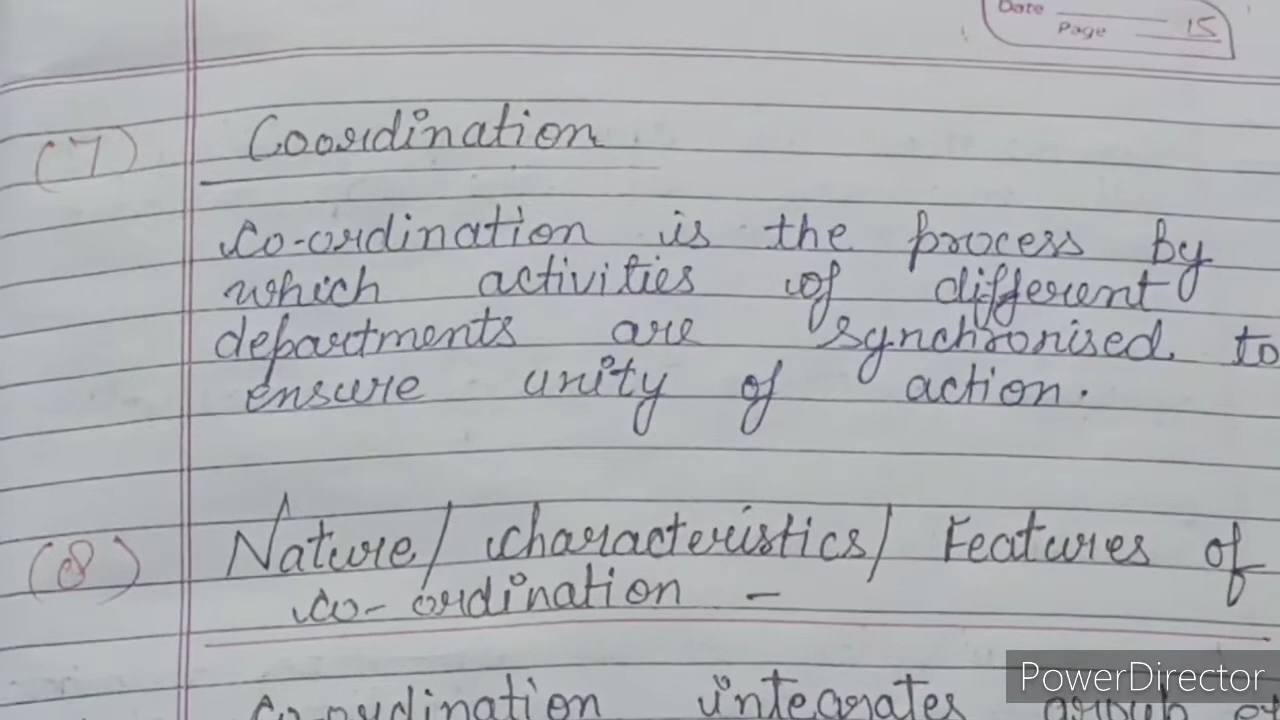 Date
Page 15
(7) Coordination
Co-ordination is the process by
which activities of different
departments are synchronised to
ensure unity of action.
(8) Nature/ characteristics/ Features of
co-ordination -
Co-ordination integrates group
PowerDirector